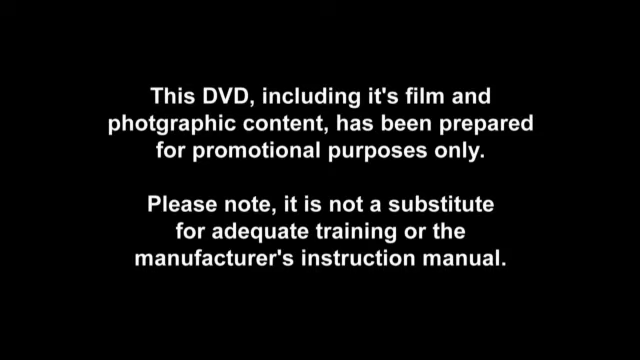 This DVD, including it's film and
photgraphic content, has been prepared
for promotional purposes only.
Please note, it is not a substitute
for adequate training or the
manufacturer's instruction manual.